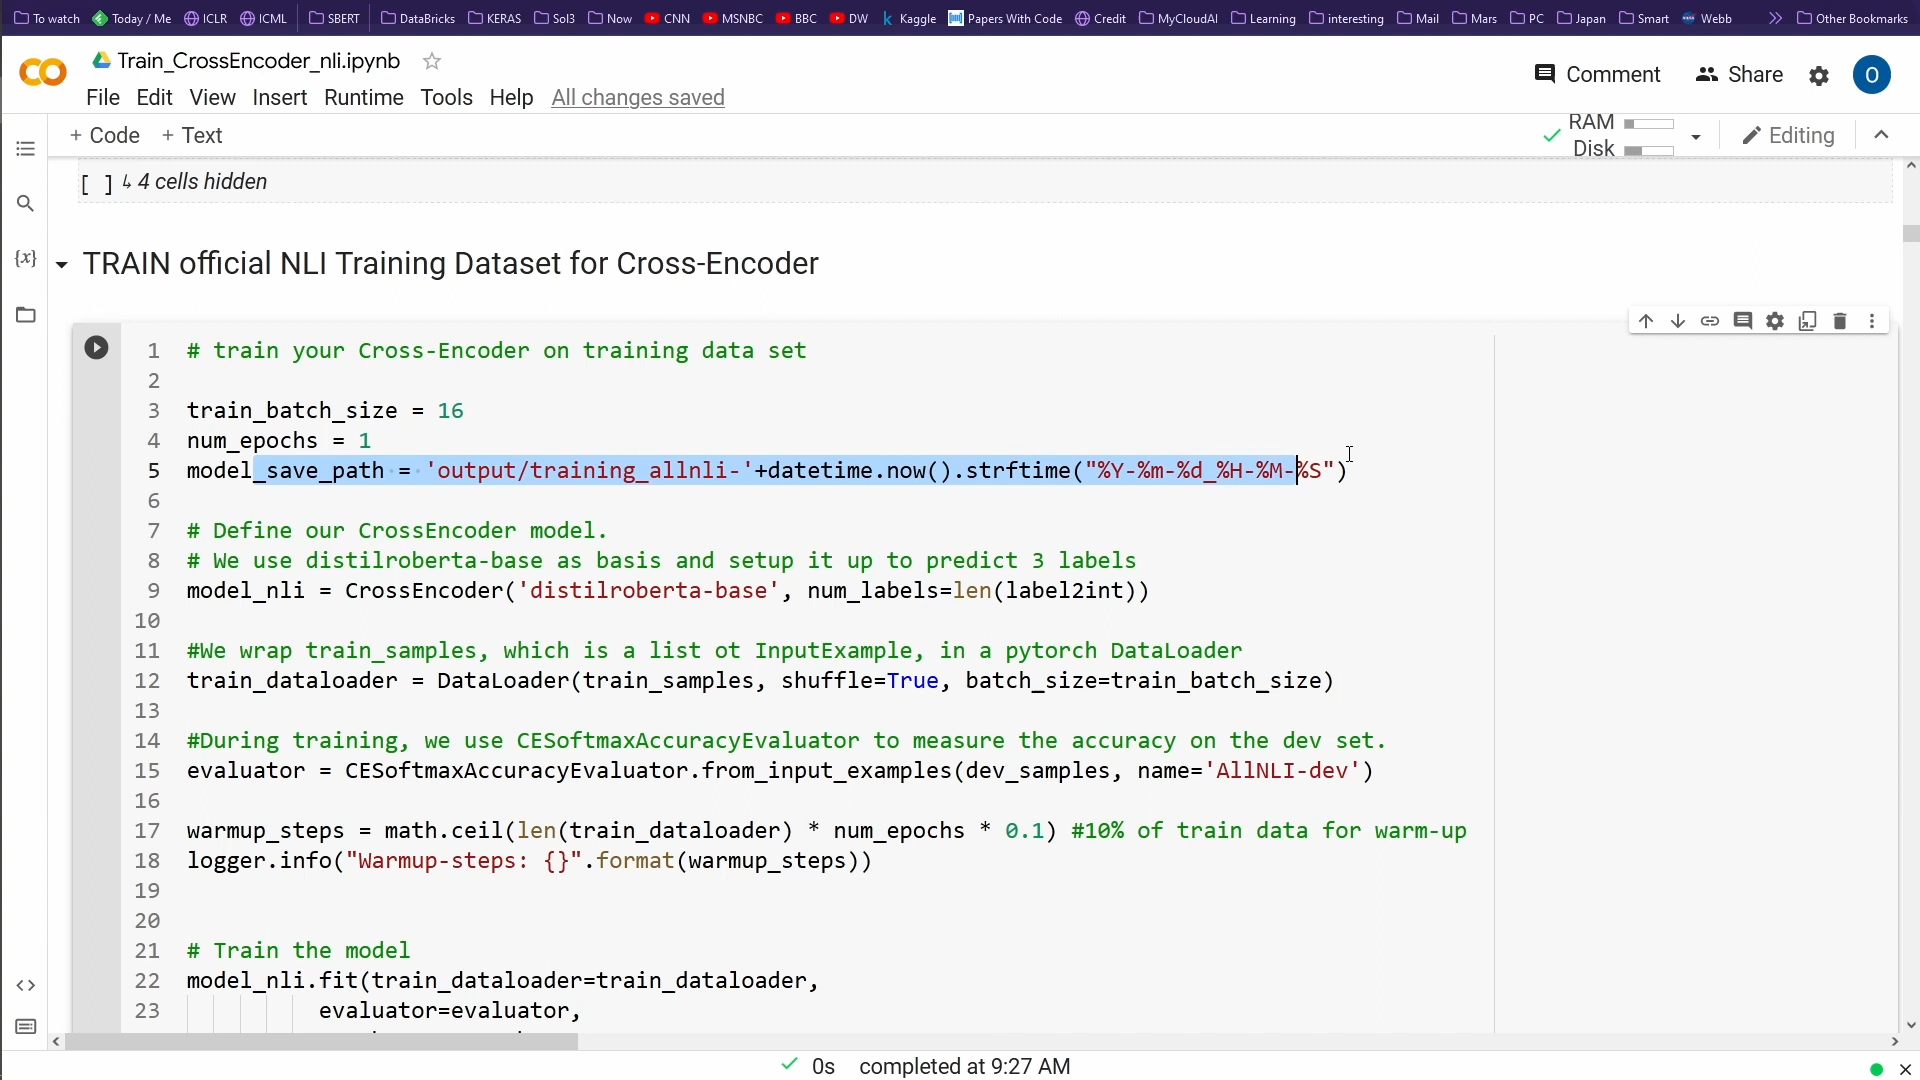 To watch Today / Me ICLR ICML SBERT DataBricks KERAS Sol3 Now CNN MSNBC BBC DW Kaggle Papers With Code Credit MyCloudAI Learning interesting Mail Mars PC Japan Smart Webb Other Bookmarks
Train_CrossEncoder_nli.ipynb
Comment Share O
File Edit View Insert Runtime Tools Help All changes saved
+ Code + Text
RAM
Disk
Editing
[ ] ↳ 4 cells hidden
TRAIN official NLI Training Dataset for Cross-Encoder
1 # train your Cross-Encoder on training data set
2
3 train_batch_size = 16
4 num_epochs = 1
5 model_save_path = 'output/training_allnli-'+datetime.now().strftime("%Y-%m-%d_%H-%M-%S")
6
7 # Define our CrossEncoder model.
8 # We use distilroberta-base as basis and setup it up to predict 3 labels
9 model_nli = CrossEncoder('distilroberta-base', num_labels=len(label2int))
10
11 #We wrap train_samples, which is a list ot InputExample, in a pytorch DataLoader
12 train_dataloader = DataLoader(train_samples, shuffle=True, batch_size=train_batch_size)
13
14 #During training, we use CESoftmaxAccuracyEvaluator to measure the accuracy on the dev set.
15 evaluator = CESoftmaxAccuracyEvaluator.from_input_examples(dev_samples, name='AllNLI-dev')
16
17 warmup_steps = math.ceil(len(train_dataloader) * num_epochs * 0.1) #10% of train data for warm-up
18 logger.info("Warmup-steps: {}".format(warmup_steps))
19
20
21 # Train the model
22 model_nli.fit(train_dataloader=train_dataloader,
23 evaluator=evaluator,
0s completed at 9:27 AM